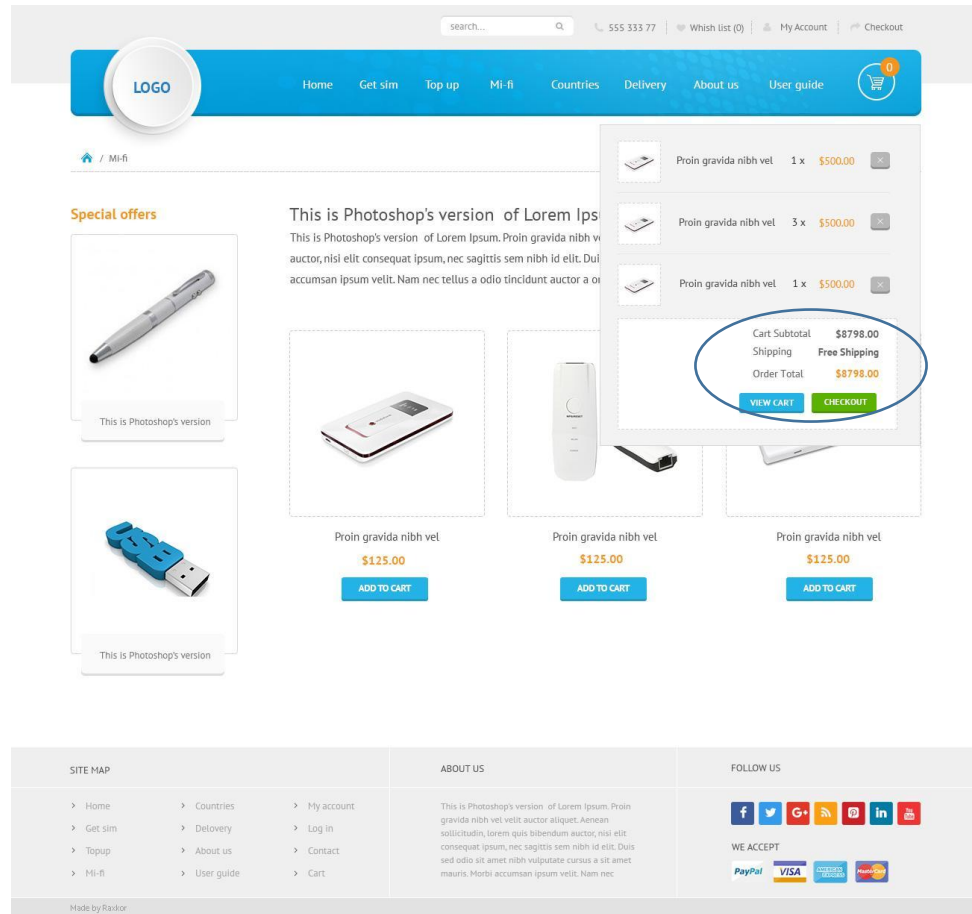 search...
555 333 77
Whish list (0)
My Account
Checkout
LOGO
Home Get sim Top up Mi-fi Countries Delivery About us User guide
0
/ Mi-fi
Proin gravida nibh vel 1 x $500.00
Proin gravida nibh vel 3 x $500.00
Proin gravida nibh vel 1 x $500.00
Cart Subtotal $8798.00
Shipping Free Shipping
Order Total $8798.00
VIEW CART CHECKOUT
Special offers
This is Photoshop's version
This is Photoshop's version
This is Photoshop's version of Lorem Ips
This is Photoshop's version of Lorem Ipsum. Proin gravida nibh v
auctor, nisi elit consequat ipsum, nec sagittis sem nibh id elit. Dui
accumsan ipsum velit. Nam nec tellus a odio tincidunt auctor a o
USB
Proin gravida nibh vel
$125.00
ADD TO CART
Proin gravida nibh vel
$125.00
ADD TO CART
Proin gravida nibh vel
$125.00
ADD TO CART
SITE MAP
> Home
> Get sim
> Topup
> Mi-fi
> Countries
> Delovery
> About us
> User guide
> My account
> Log in
> Contact
> Cart
ABOUT US
This is Photoshop's version of Lorem Ipsum. Proin
gravida nibh vel velit auctor aliquet. Aenean
sollicitudin, lorem quis bibendum auctor, nisi elit
consequat ipsum, nec sagittis sem nibh id elit. Duis
sed odio sit amet nibh vulputate cursus a sit amet
mauris. Morbi accumsan ipsum velit. Nam nec
FOLLOW US
f G+ in You Tube
WE ACCEPT
PayPal VISA AMERICAN EXPRESS MasterCard
Made by Raxkor